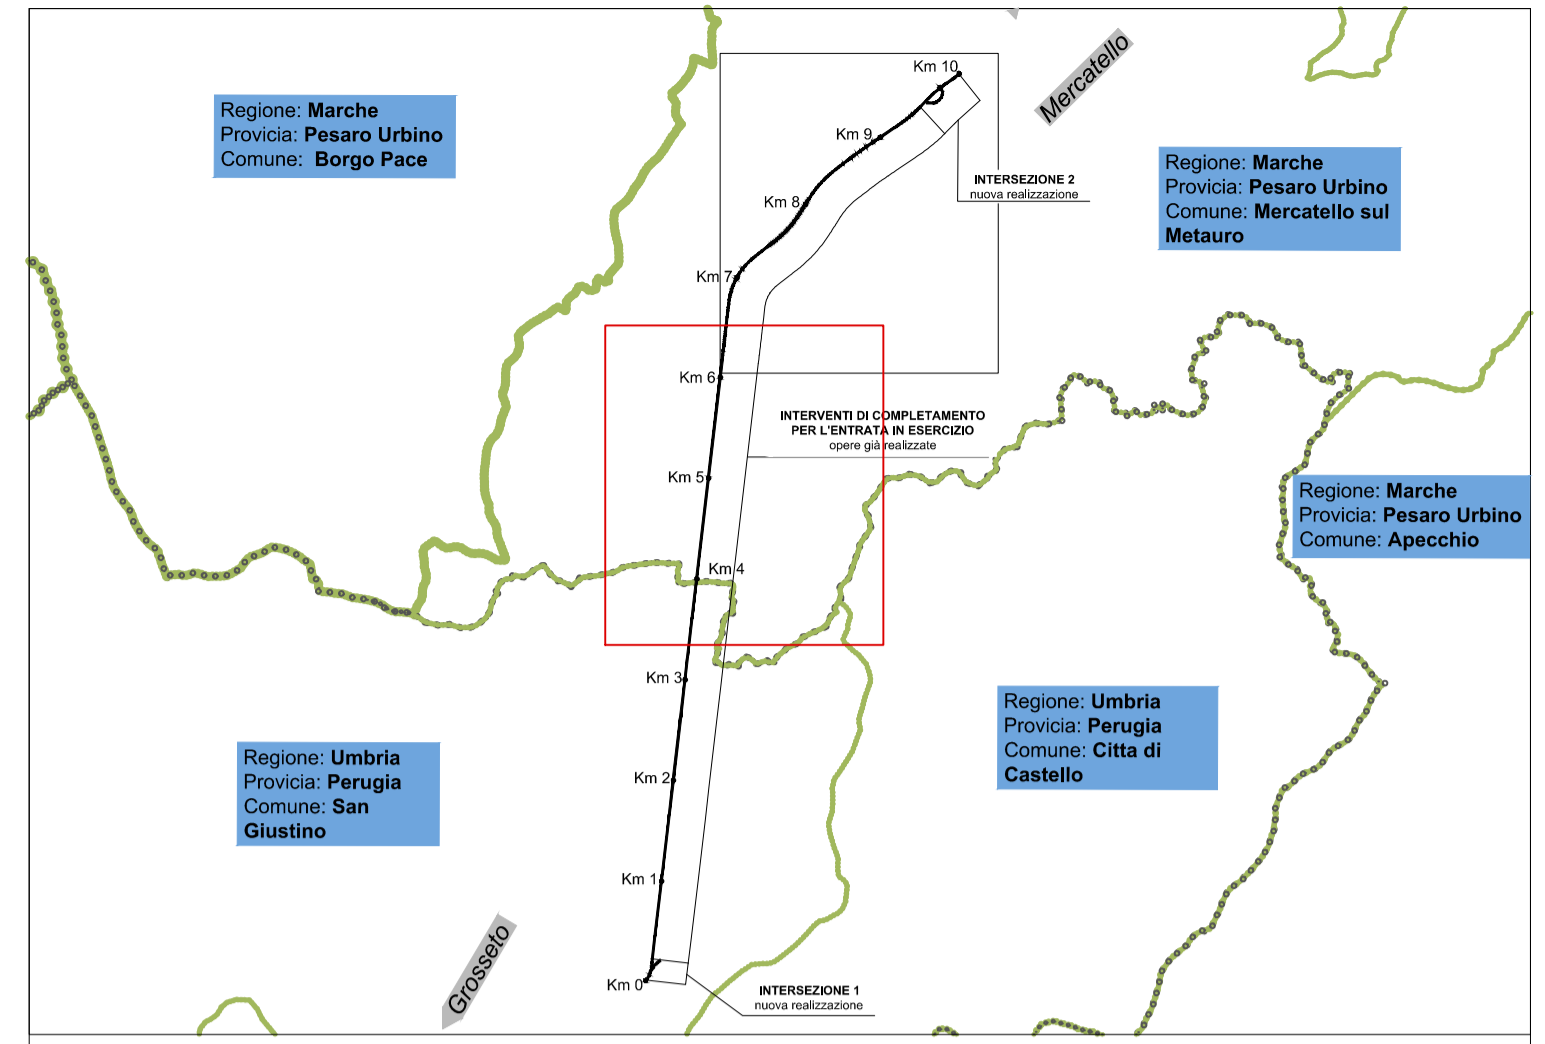 Km 10
Mercatello
Regione: Marche
Provicia: Pesaro Urbino
Comune: Borgo Pace
Km 9
Regione: Marche
Provicia: Pesaro Urbino
Comune: Mercatello sul
Metauro
INTERSEZIONE 2
nuova realizzazione
Km 8
Km 7
Km 6
INTERVENTI DI COMPLETAMENTO
PER L'ENTRATA IN ESERCIZIO
opere già realizzate
Km 5
Regione: Marche
Provicia: Pesaro Urbino
Comune: Apecchio
Km 4
Km 3
Regione: Umbria
Provicia: Perugia
Comune: Citta di
Castello
Regione: Umbria
Provicia: Perugia
Comune: San
Giustino
Km 2
Km 1
Grosseto
Km 0
INTERSEZIONE 1
nuova realizzazione